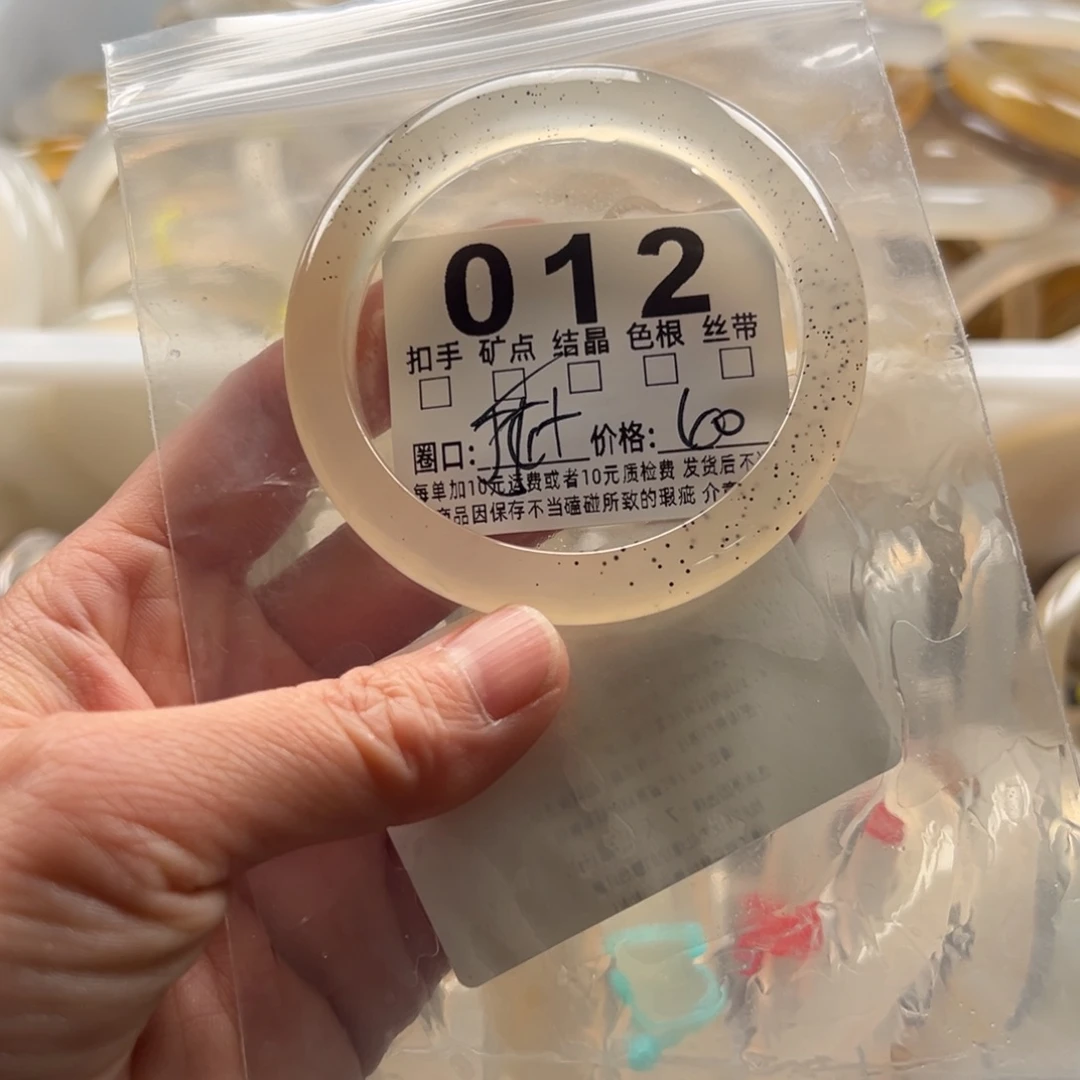 012
扣手 矿点 结晶 色根 丝带
圈口: 价格: 60
每单加10元运费或者10元质检费 发货后不
商品因保存不当磕碰所致的瑕疵 介意